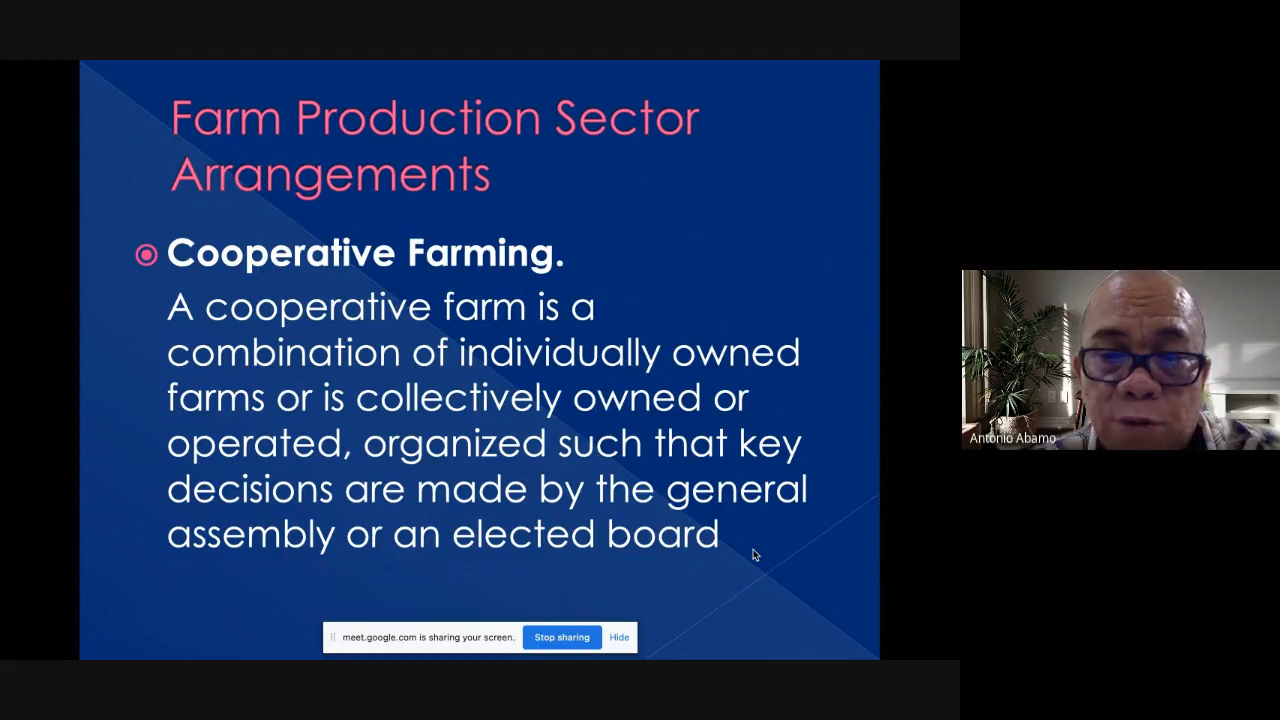 Farm Production Sector
Arrangements
Cooperative Farming.
A cooperative farm is a
combination of individually owned
farms or is collectively owned or
operated, organized such that key
decisions are made by the general
assembly or an elected board
meet.google.com is sharing your screen. Stop sharing Hide
Antonio Abamo